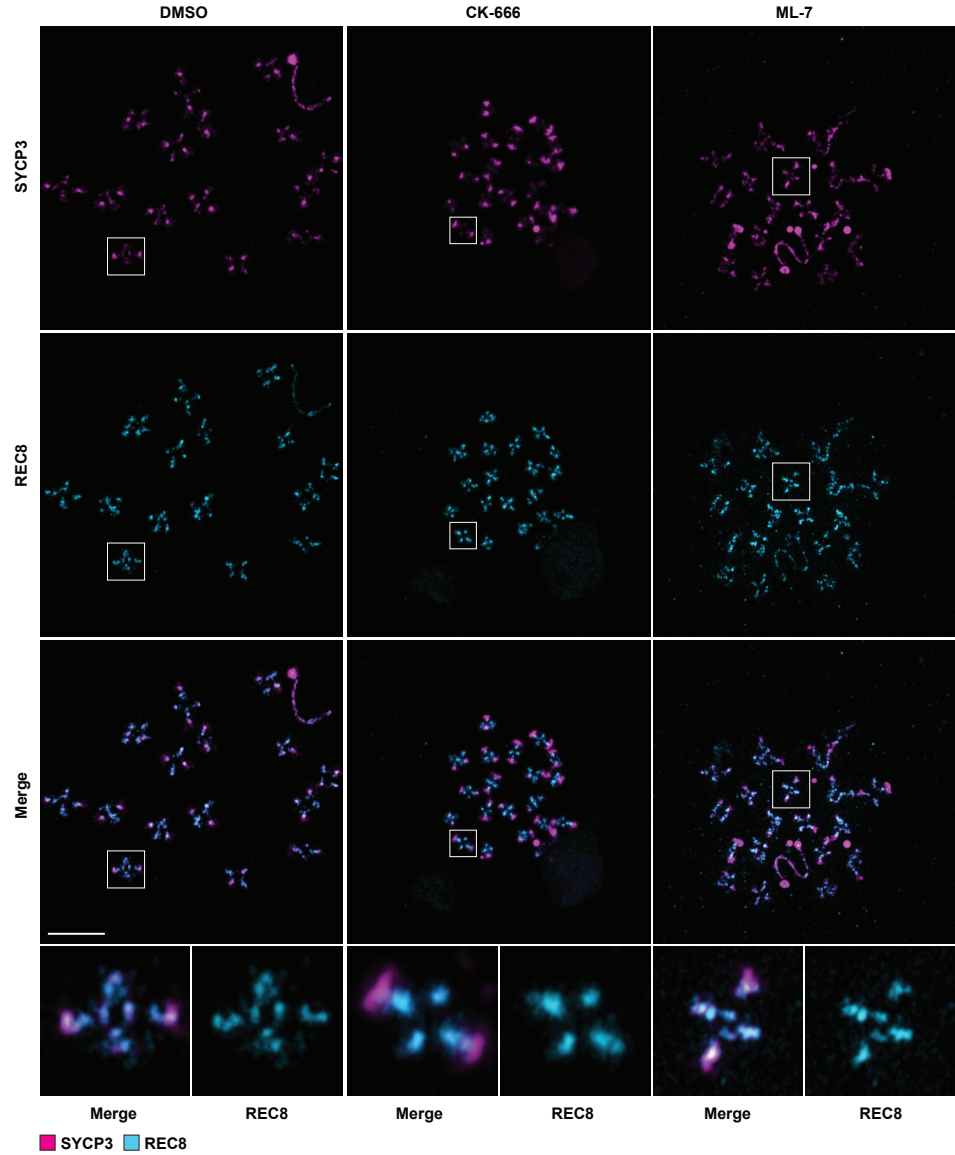 DMSO CK-666 ML-7
SYCP3
REC8
Merge
Merge REC8 Merge REC8 Merge REC8
SYCP3 REC8